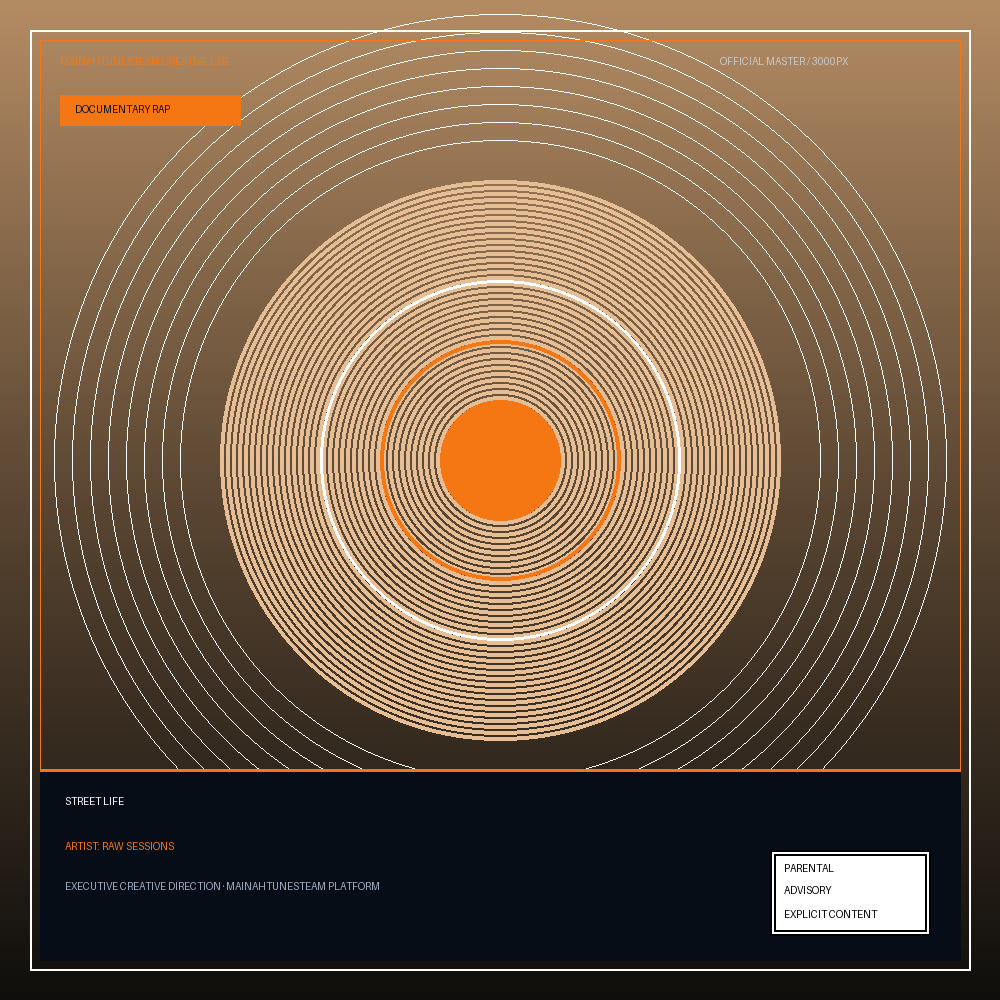 OFFICIAL MASTER / 3000PX
DOCUMENTARY RAP
STREET LIFE
ARTIST: RAW SESSIONS
EXECUTIVE CREATIVE DIRECTION · MAINAHTUNESTEAM PLATFORM
PARENTAL
ADVISORY
EXPLICIT CONTENT